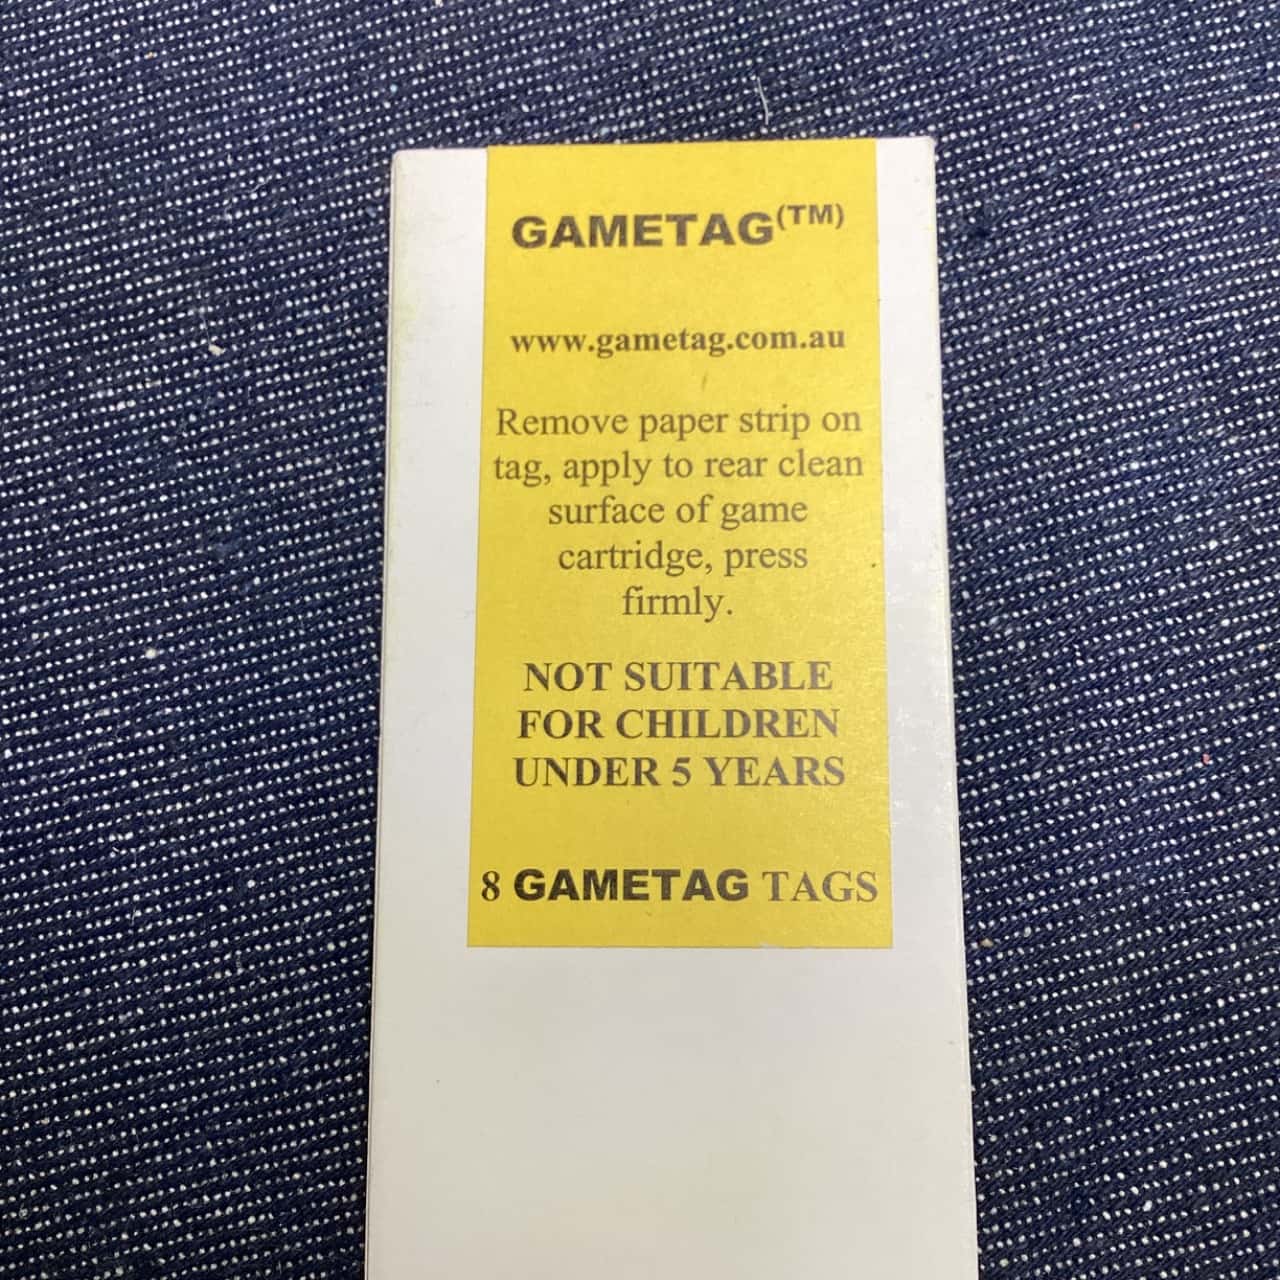 GAMETAG(TM)
www.gametag.com.au
Remove paper strip on
tag, apply to rear clean
surface of game
cartridge, press
firmly.
NOT SUITABLE
FOR CHILDREN
UNDER 5 YEARS
8 GAMETAG TAGS